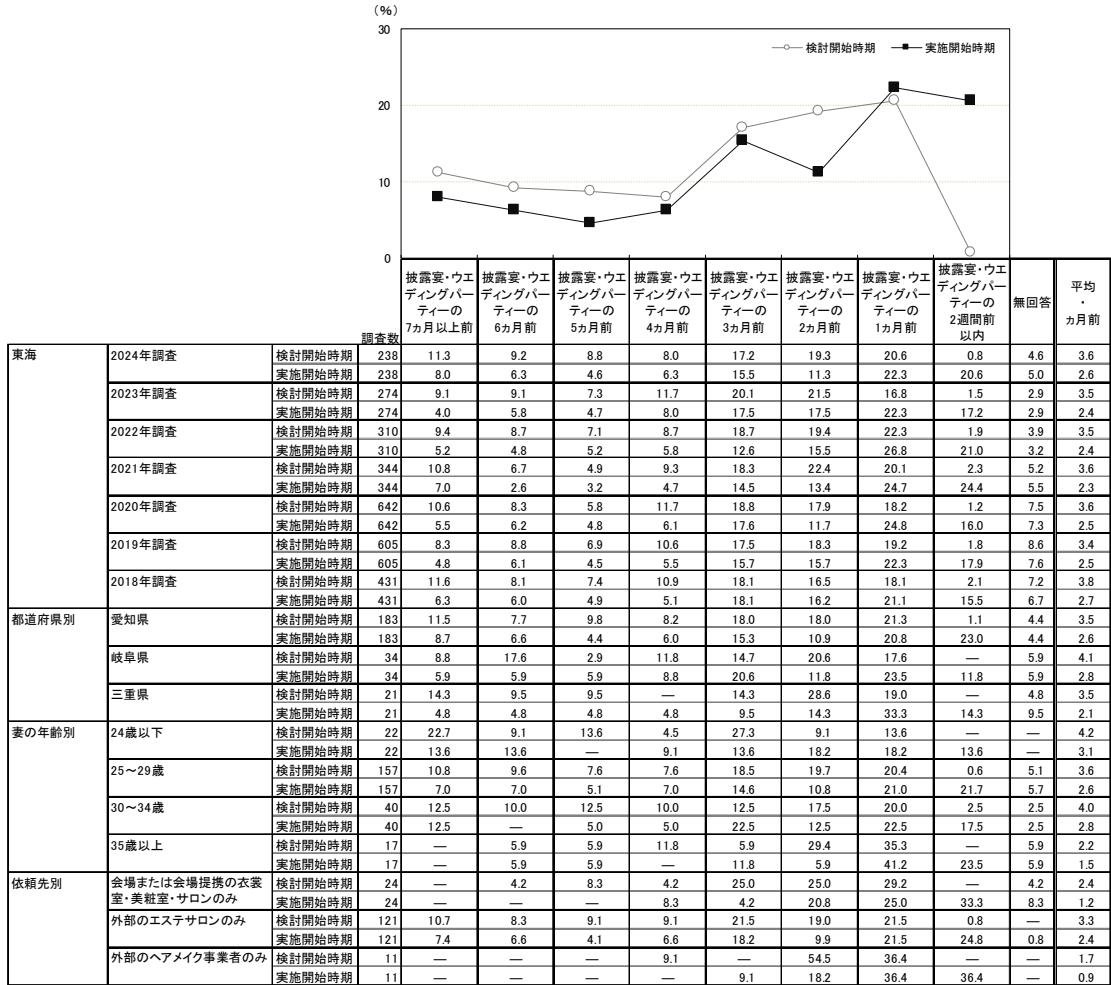 （%）
30
検討開始時期 実施開始時期
20
10
0
調査数 披露宴・ウエディングパーティーの7ヵ月以上前 披露宴・ウエディングパーティーの6ヵ月前 披露宴・ウエディングパーティーの5ヵ月前 披露宴・ウエディングパーティーの4ヵ月前 披露宴・ウエディングパーティーの3ヵ月前 披露宴・ウエディングパーティーの2ヵ月前 披露宴・ウエディングパーティーの1ヵ月前 披露宴・ウエディングパーティーの2週間前以内 無回答 平均・ヵ月前
東海 2024年調査 検討開始時期 238 11.3 9.2 8.8 8.0 17.2 19.3 20.6 0.8 4.6 3.6
実施開始時期 238 8.0 6.3 4.6 6.3 15.5 11.3 22.3 20.6 5.0 2.6
2023年調査 検討開始時期 274 9.1 9.1 7.3 11.7 20.1 21.5 16.8 1.5 2.9 3.5
実施開始時期 274 4.0 5.8 4.7 8.0 17.5 17.5 22.3 17.2 2.9 2.4
2022年調査 検討開始時期 310 9.4 8.7 7.1 8.7 18.7 19.4 22.3 1.9 3.9 3.5
実施開始時期 310 5.2 4.8 5.2 5.8 12.6 15.5 26.8 21.0 3.2 2.4
2021年調査 検討開始時期 344 10.8 6.7 4.9 9.3 18.3 22.4 20.1 2.3 5.2 3.6
実施開始時期 344 7.0 2.6 3.2 4.7 14.5 13.4 24.7 24.4 5.5 2.3
2020年調査 検討開始時期 642 10.6 8.3 5.8 11.7 18.8 17.9 18.2 1.2 7.5 3.6
実施開始時期 642 5.5 6.2 4.8 6.1 17.6 11.7 24.8 16.0 7.3 2.5
2019年調査 検討開始時期 605 8.3 8.8 6.9 10.6 17.5 18.3 19.2 1.8 8.6 3.4
実施開始時期 605 4.8 6.1 4.5 5.5 15.7 15.7 22.3 17.9 7.6 2.5
2018年調査 検討開始時期 431 11.6 8.1 7.4 10.9 18.1 16.5 18.1 2.1 7.2 3.8
実施開始時期 431 6.3 6.0 4.9 5.1 18.1 16.2 21.1 15.5 6.7 2.7
都道府県別 愛知県 検討開始時期 183 11.5 7.7 9.8 8.2 18.0 18.0 21.3 1.1 4.4 3.5
実施開始時期 183 8.7 6.6 4.4 6.0 15.3 10.9 20.8 23.0 4.4 2.6
岐阜県 検討開始時期 34 8.8 17.6 2.9 11.8 14.7 20.6 17.6 — 5.9 4.1
実施開始時期 34 5.9 5.9 5.9 8.8 20.6 11.8 23.5 11.8 5.9 2.8
三重県 検討開始時期 21 14.3 9.5 9.5 — 14.3 28.6 19.0 — 4.8 3.5
実施開始時期 21 4.8 4.8 4.8 4.8 9.5 14.3 33.3 14.3 9.5 2.1
妻の年齢別 24歳以下 検討開始時期 22 22.7 9.1 13.6 4.5 27.3 9.1 13.6 — — 4.2
実施開始時期 22 13.6 13.6 — 9.1 13.6 18.2 18.2 13.6 — 3.1
25～29歳 検討開始時期 157 10.8 9.6 7.6 7.6 18.5 19.7 20.4 0.6 5.1 3.6
実施開始時期 157 7.0 7.0 5.1 7.0 14.6 10.8 21.0 21.7 5.7 2.6
30～34歳 検討開始時期 40 12.5 10.0 12.5 10.0 12.5 17.5 20.0 2.5 2.5 4.0
実施開始時期 40 12.5 — 5.0 5.0 22.5 12.5 22.5 17.5 2.5 2.8
35歳以上 検討開始時期 17 — 5.9 5.9 11.8 5.9 29.4 35.3 — 5.9 2.2
実施開始時期 17 — 5.9 5.9 — 11.8 5.9 41.2 23.5 5.9 1.5
依頼先別 会場または会場提携の衣裳室・美粧室・サロンのみ 検討開始時期 24 — 4.2 8.3 4.2 25.0 25.0 29.2 — 4.2 2.4
実施開始時期 24 — — — 8.3 4.2 20.8 25.0 33.3 8.3 1.2
外部のエステサロンのみ 検討開始時期 121 10.7 8.3 9.1 9.1 21.5 19.0 21.5 0.8 — 3.3
実施開始時期 121 7.4 6.6 4.1 6.6 18.2 9.9 21.5 24.8 0.8 2.4
外部のヘアメイク事業者のみ 検討開始時期 11 — — — 9.1 — 54.5 36.4 — — 1.7
実施開始時期 11 — — — — 9.1 18.2 36.4 36.4 — 0.9